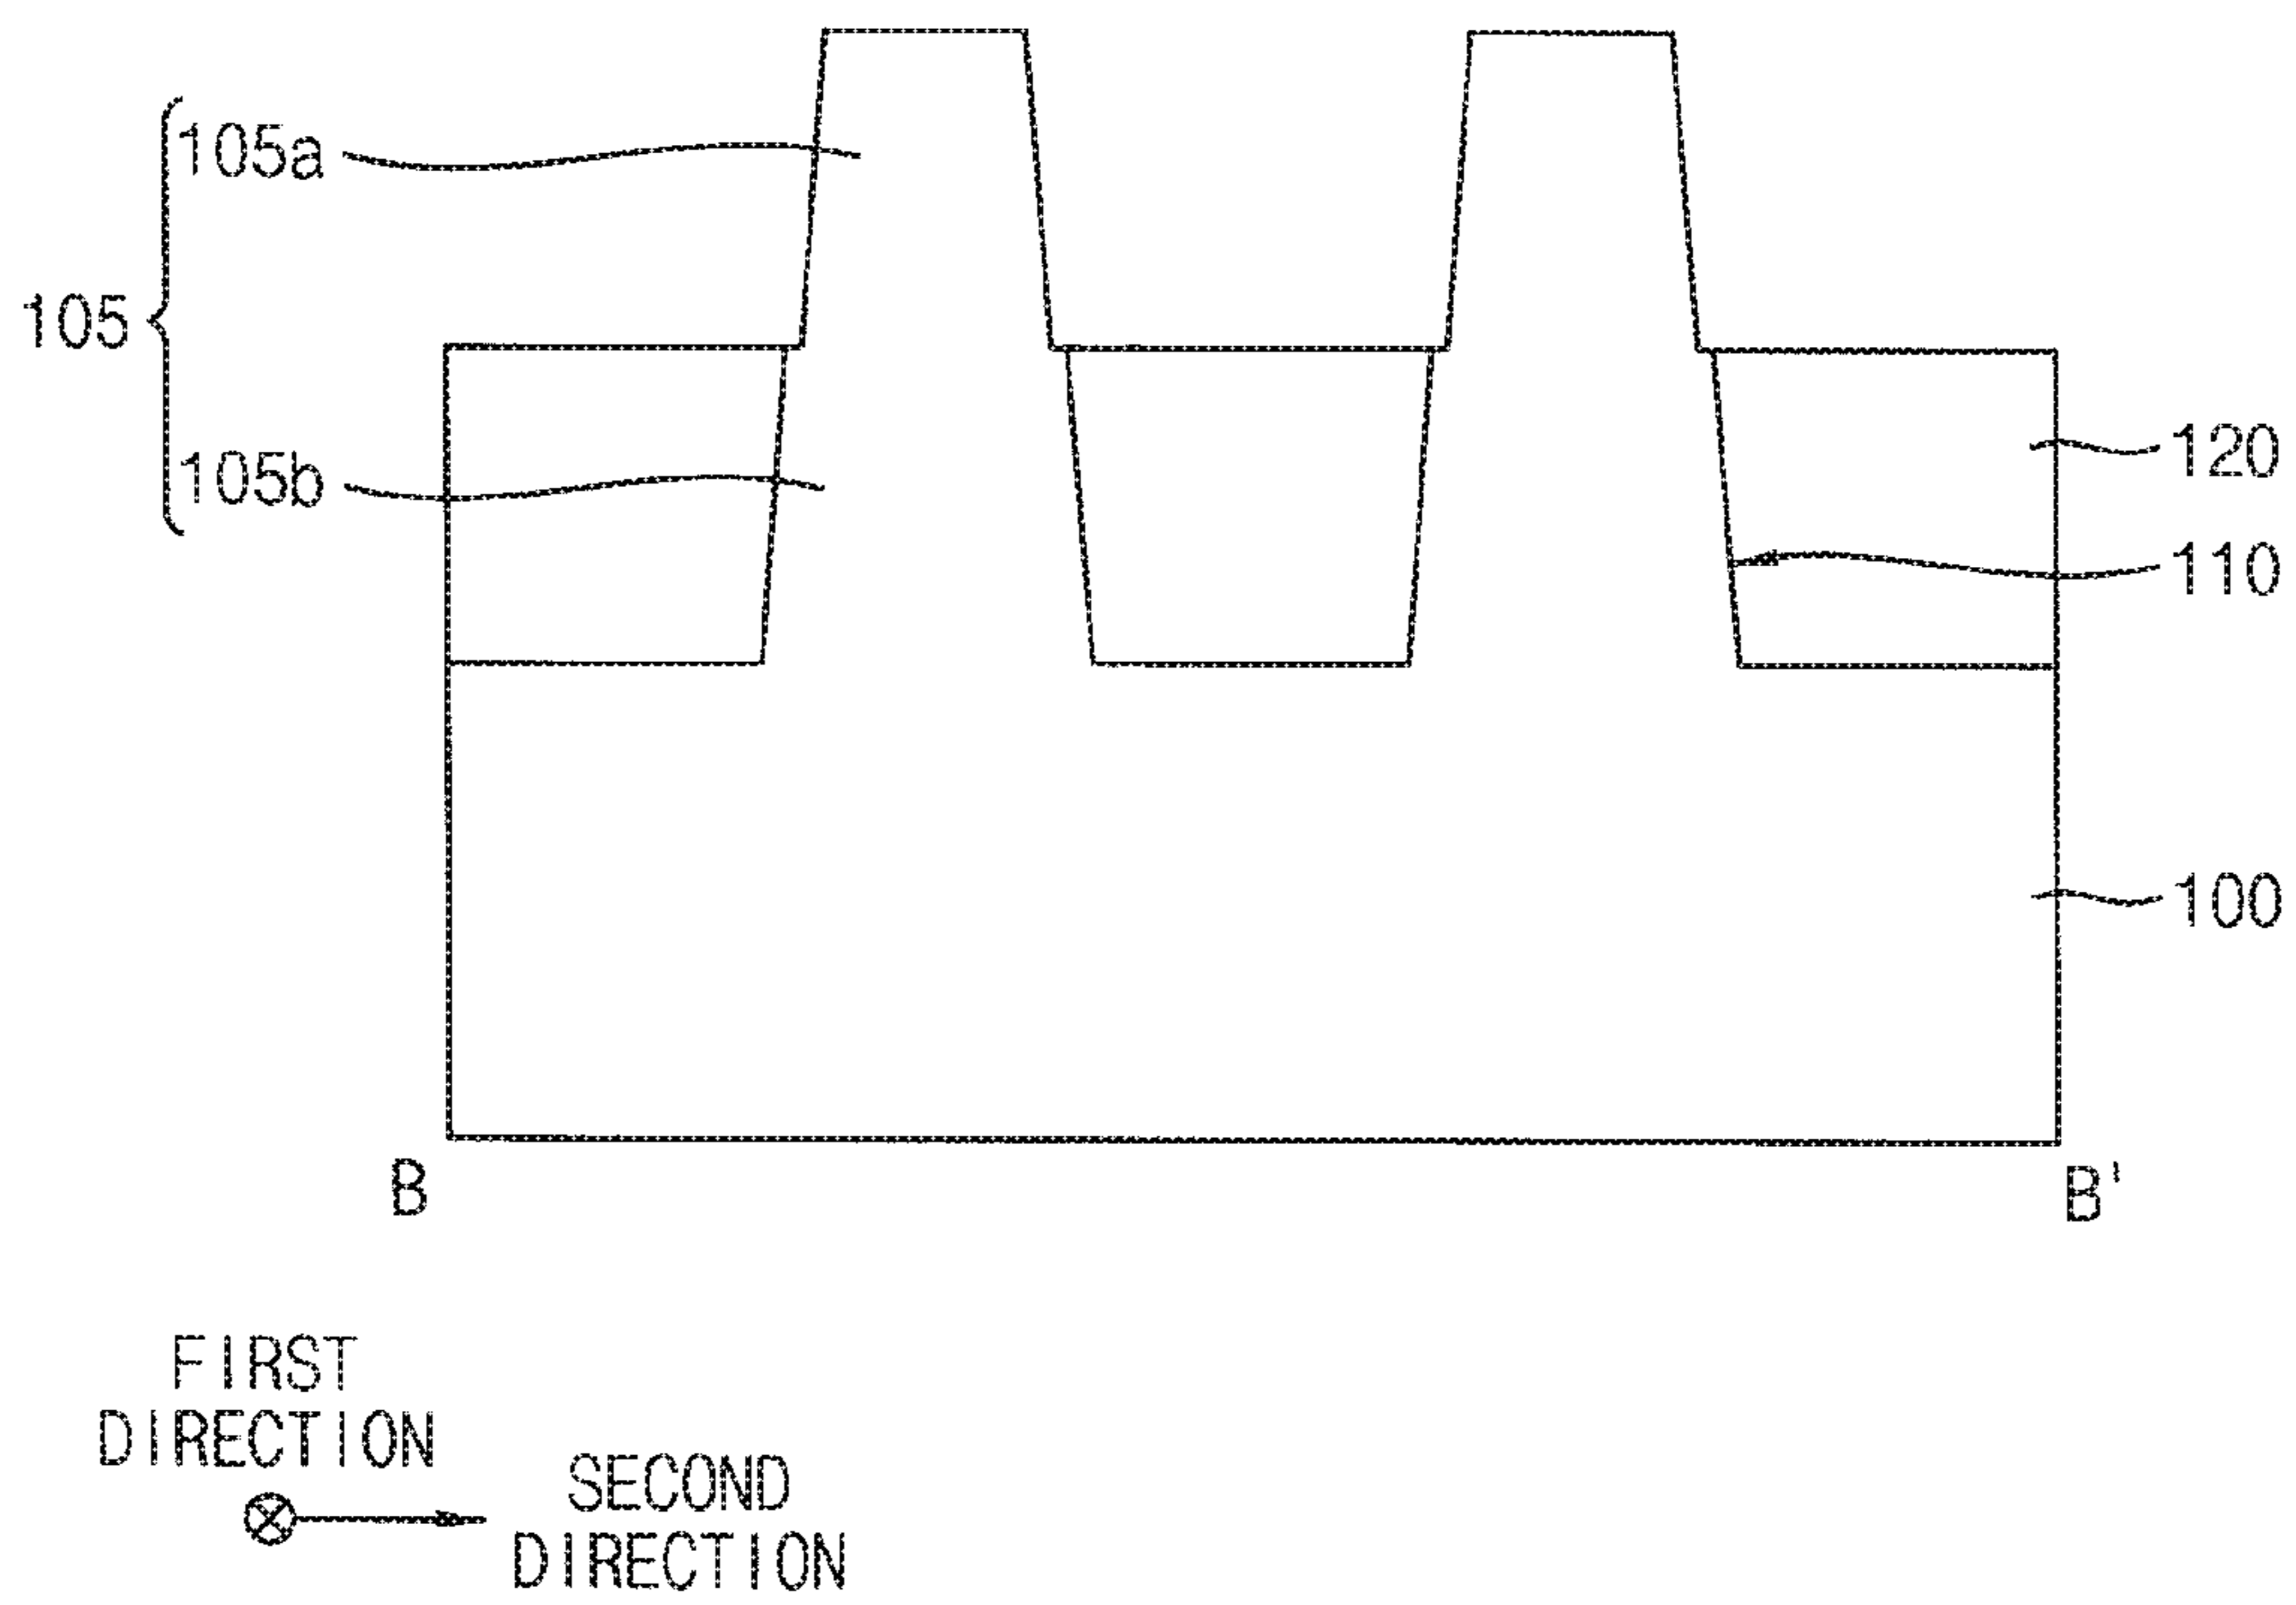 105a
105
105b
120
110
100
B
B'
FIRST
DIRECTION
SECOND
DIRECTION